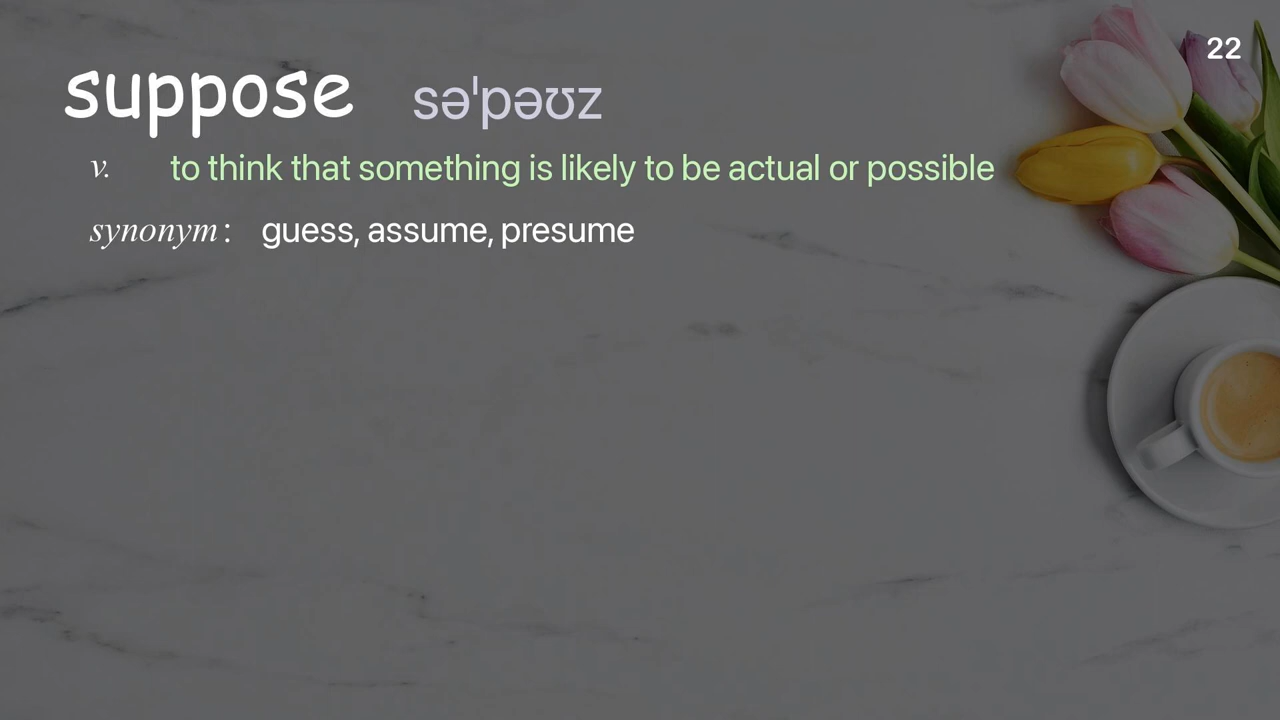 22
suppose səˈpəʊz
v. to think that something is likely to be actual or possible
synonym : guess, assume, presume